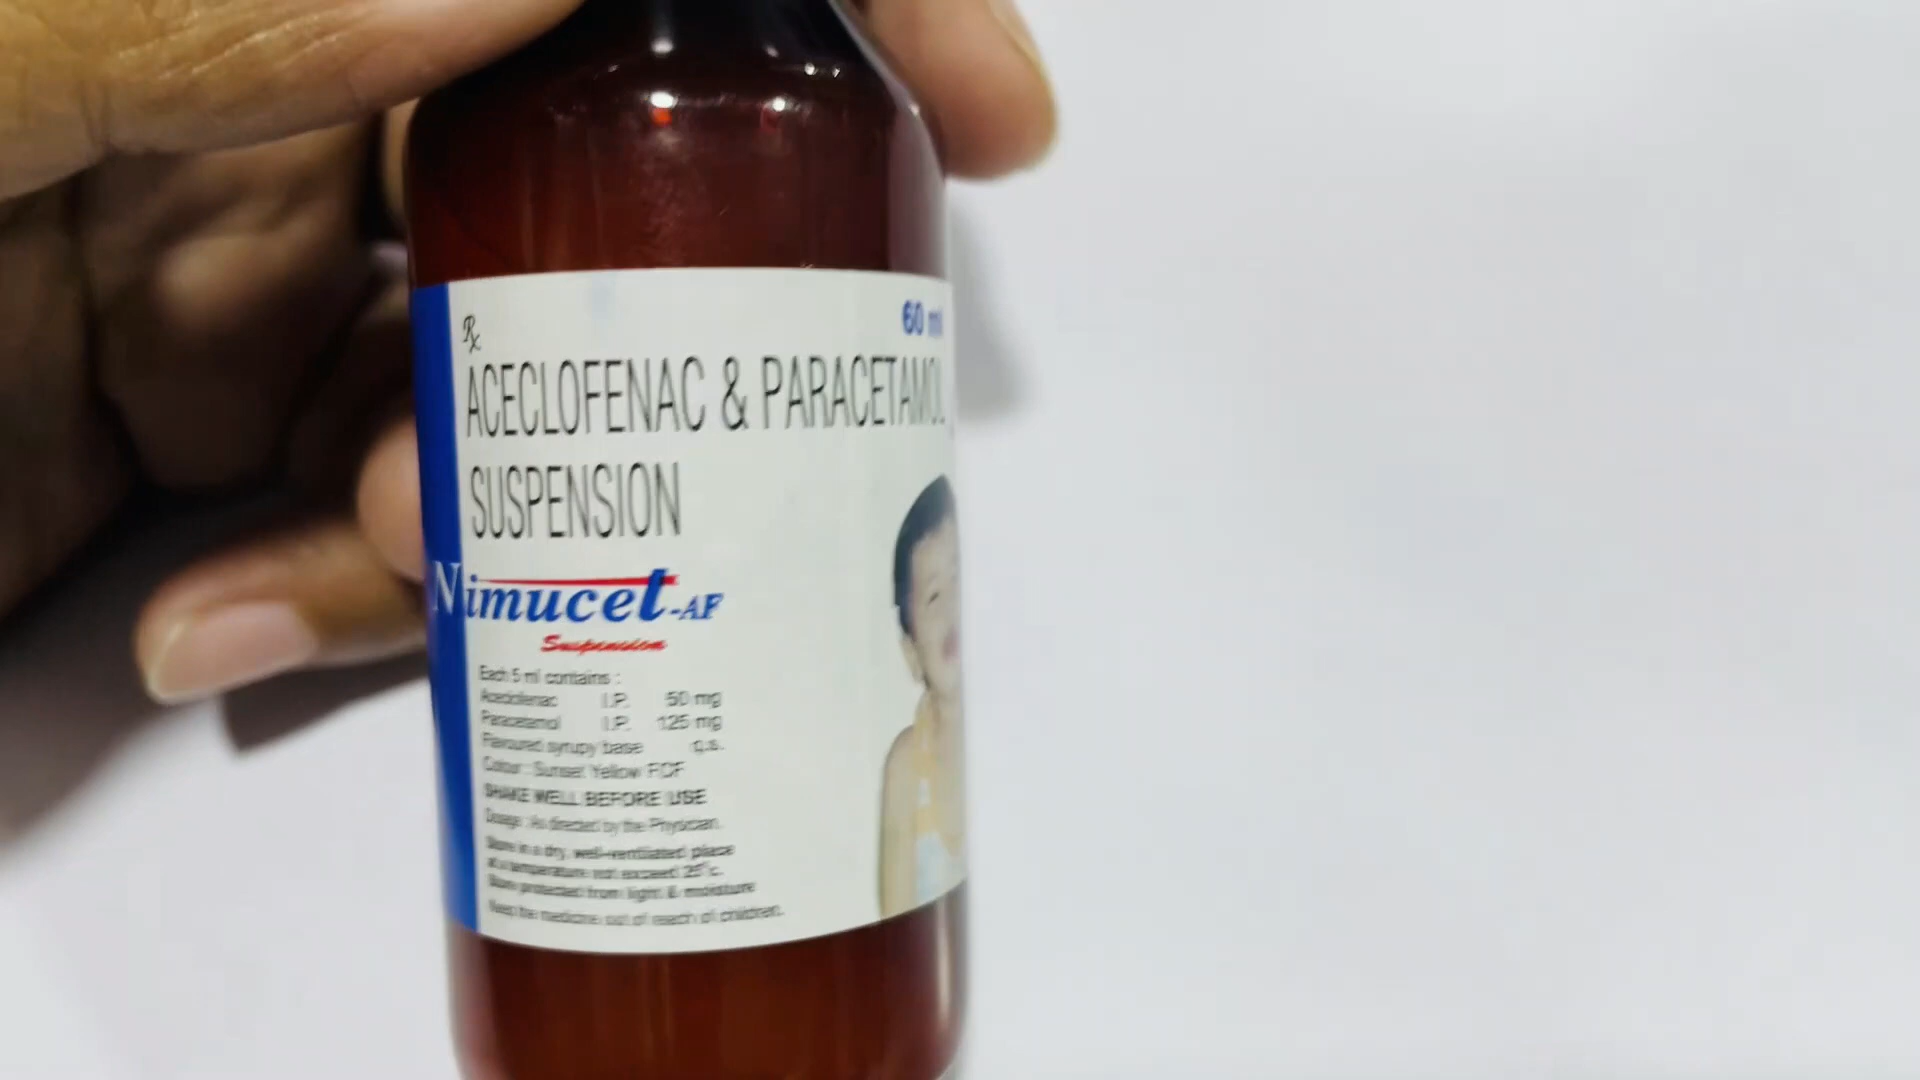 Rx
60 ml
ACECLOFENAC & PARACETAMOL
SUSPENSION
Nimucet-AF
Suspension
Each 5 ml contains :
Aceclofenac I.P. 50 mg
Paracetamol I.P. 125 mg
Flavoured syrupy base q.s.
Colour : Sunset Yellow FCF
SHAKE WELL BEFORE USE
Dosage : As directed by the Physician.
Store in a dry, well-ventilated place
at a temperature not exceed 25°c.
Store protected from light & moisture
Keep the medicine out of reach of children.